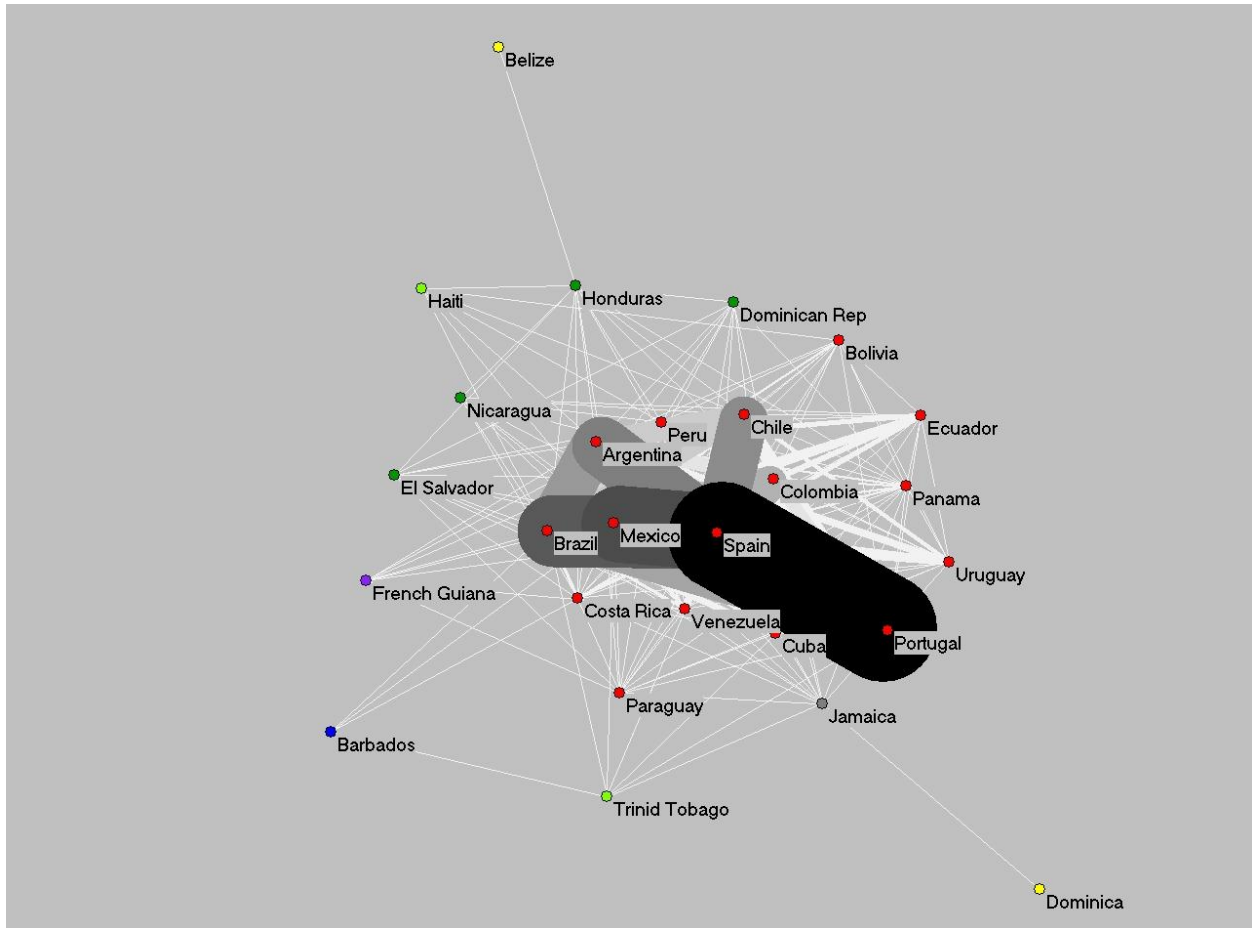 Belize
Haiti
Honduras
Dominican Rep
Bolivia
Nicaragua
Peru
Chile
Ecuador
Argentina
El Salvador
Colombia
Panama
Brazil
Mexico
Spain
Uruguay
French Guiana
Costa Rica
Venezuela
Cuba
Portugal
Paraguay
Jamaica
Barbados
Trinid Tobago
Dominica